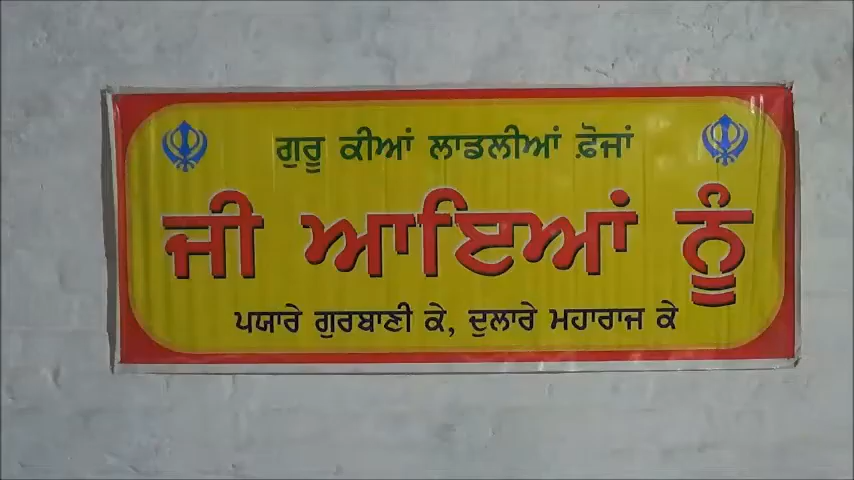 ਗੁਰੂ ਕੀਆਂ ਲਾਡਲੀਆਂ ਫ਼ੋਜਾਂ
ਜੀ ਆਇਆਂ ਨੂੰ
ਪਯਾਰੇ ਗੁਰਬਾਣੀ ਕੇ, ਦੁਲਾਰੇ ਮਹਾਰਾਜ ਕੇ